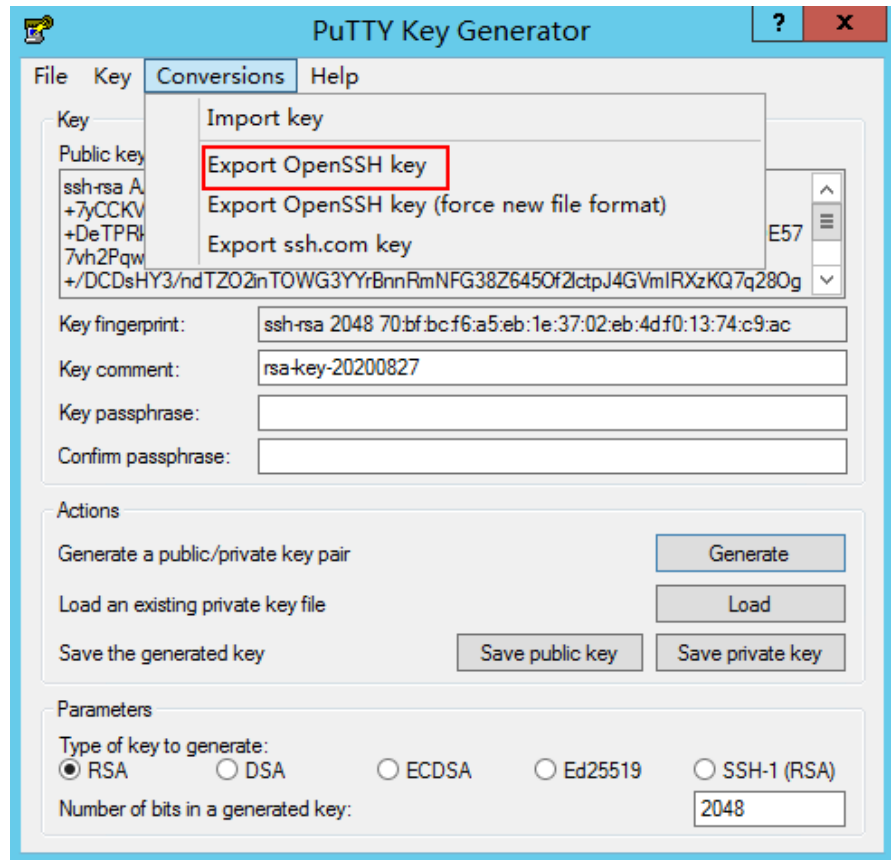 PuTTY Key Generator
? x
File Key Conversions Help
Import key
Export OpenSSH key
Export OpenSSH key (force new file format)
Export ssh.com key
Key
Public key
ssh-rsa A
+7yCCKV
+DeTPR E57
7vh2Pqw
+/DCDsHY3/ndTZO2inTOWG3YYrBnnRmNFG38Z645Of2lctpJ4GVmIRXzKQ7q28Og
Key fingerprint: ssh-rsa 2048 70:bf:bc:f6:a5:eb:1e:37:02:eb:4d:f0:13:74:c9:ac
Key comment: rsa-key-20200827
Key passphrase:
Confirm passphrase:
Actions
Generate a public/private key pair Generate
Load an existing private key file Load
Save the generated key Save public key Save private key
Parameters
Type of key to generate:
RSA DSA ECDSA Ed25519 SSH-1 (RSA)
Number of bits in a generated key: 2048